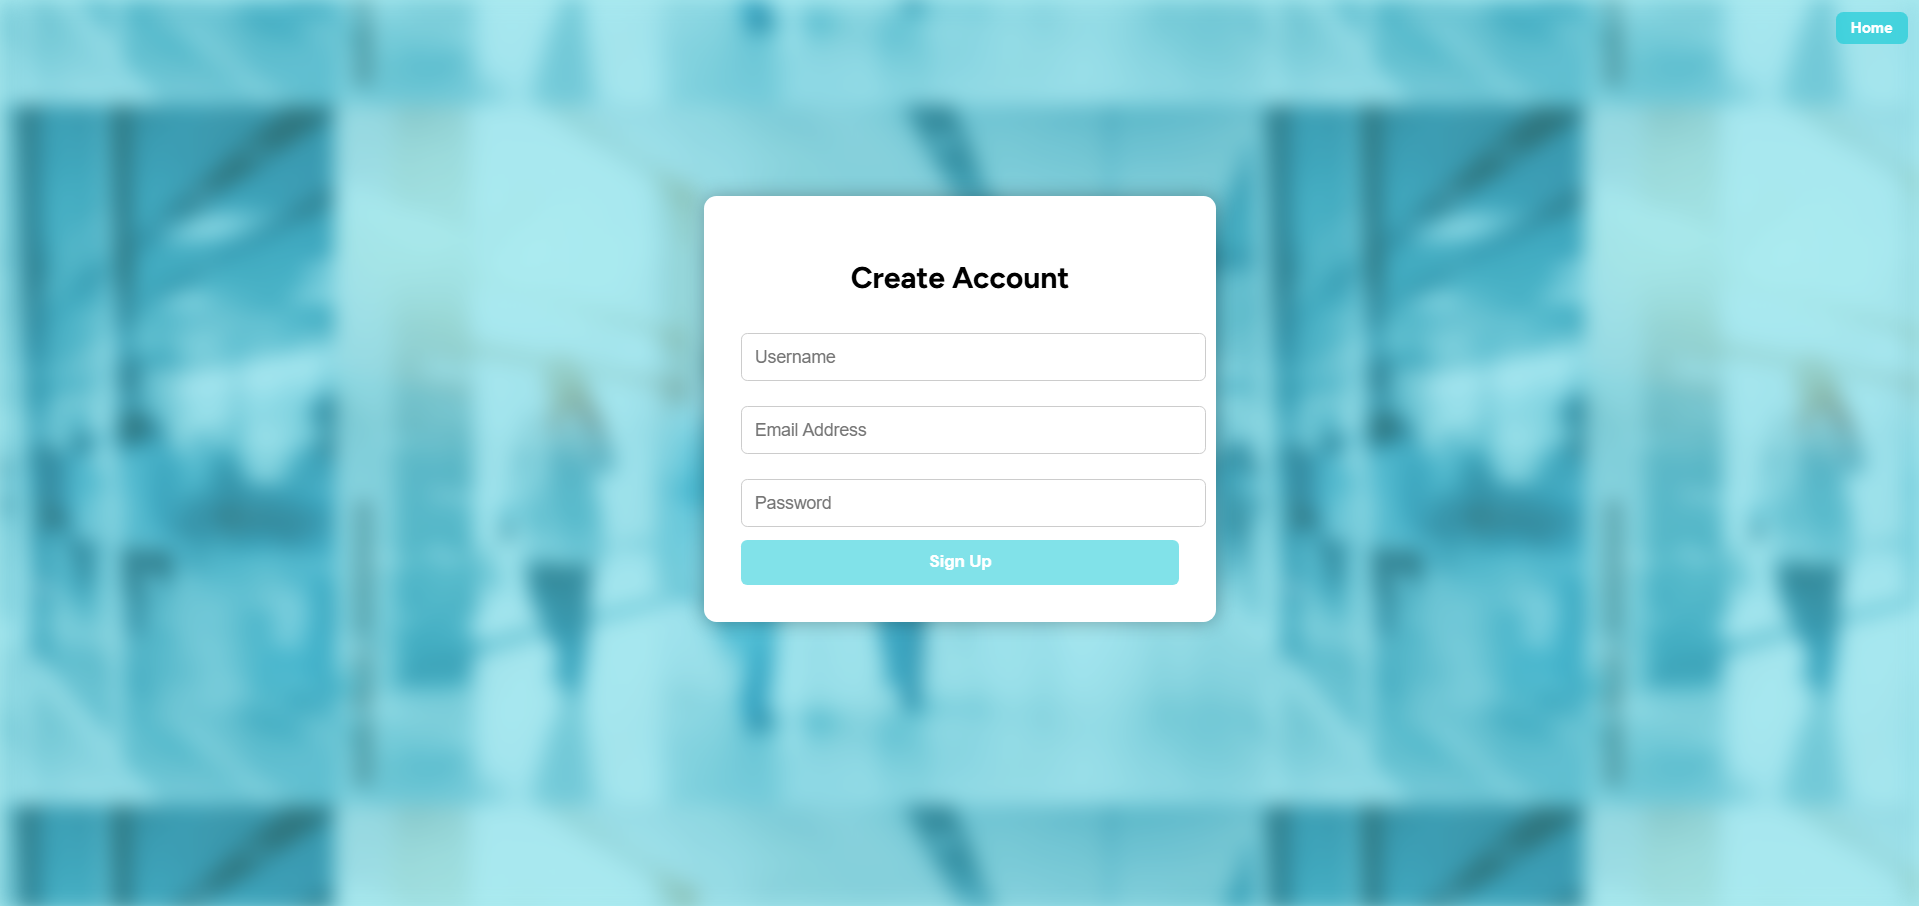 Home
Create Account
Username
Email Address
Password
Sign Up